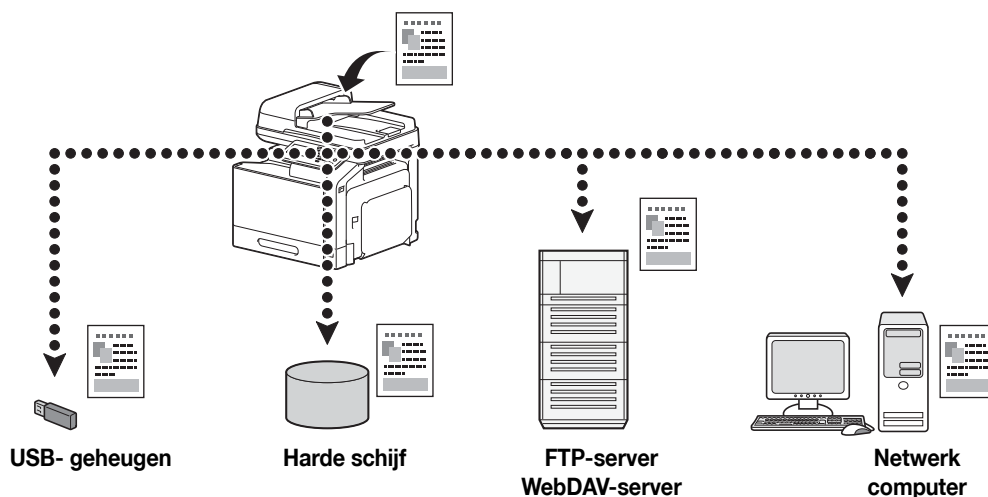 USB- geheugen
Harde schijf
FTP-server
WebDAV-server
Netwerk
computer